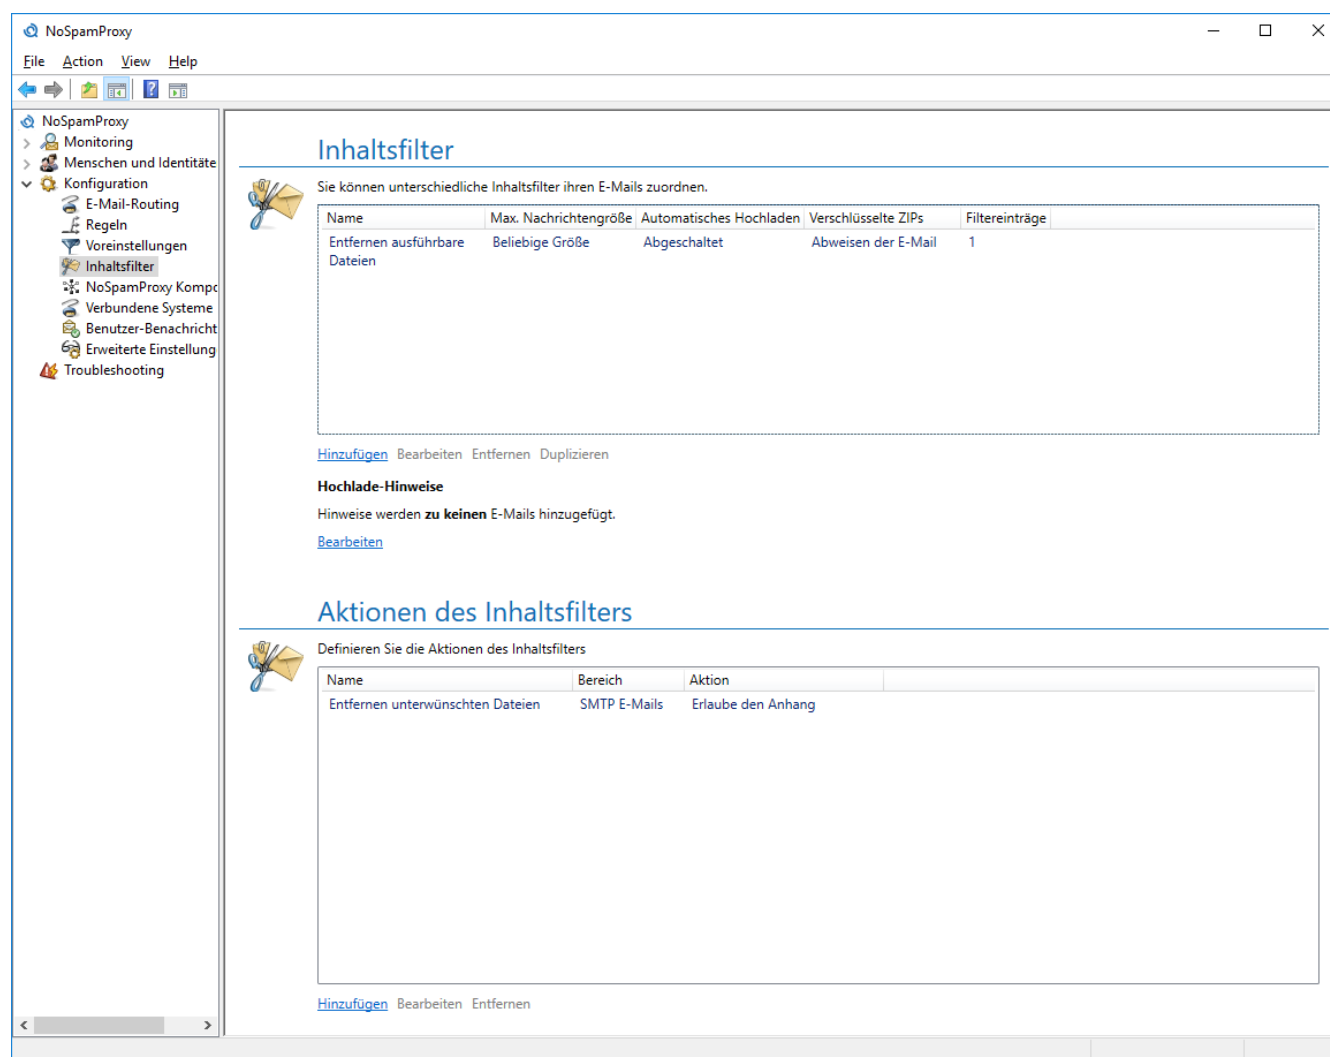 NoSpamProxy
File Action View Help
NoSpamProxy
Monitoring
Menschen und Identitäte
Konfiguration
E-Mail-Routing
Regeln
Voreinstellungen
Inhaltsfilter
NoSpamProxy Kompo
Verbundene Systeme
Benutzer-Benachricht
Erweiterte Einstellung
Troubleshooting
Inhaltsfilter
Sie können unterschiedliche Inhaltsfilter ihren E-Mails zuordnen.
Name Max. Nachrichtengröße Automatisches Hochladen Verschlüsselte ZIPs Filtereinträge
Entfernen ausführbare Beliebige Größe Abgeschaltet Abweisen der E-Mail 1
Dateien
Hinzufügen Bearbeiten Entfernen Duplizieren
Hochlade-Hinweise
Hinweise werden zu keinen E-Mails hinzugefügt.
Bearbeiten
Aktionen des Inhaltsfilters
Definieren Sie die Aktionen des Inhaltsfilters
Name Bereich Aktion
Entfernen unterwünschten Dateien SMTP E-Mails Erlaube den Anhang
Hinzufügen Bearbeiten Entfernen